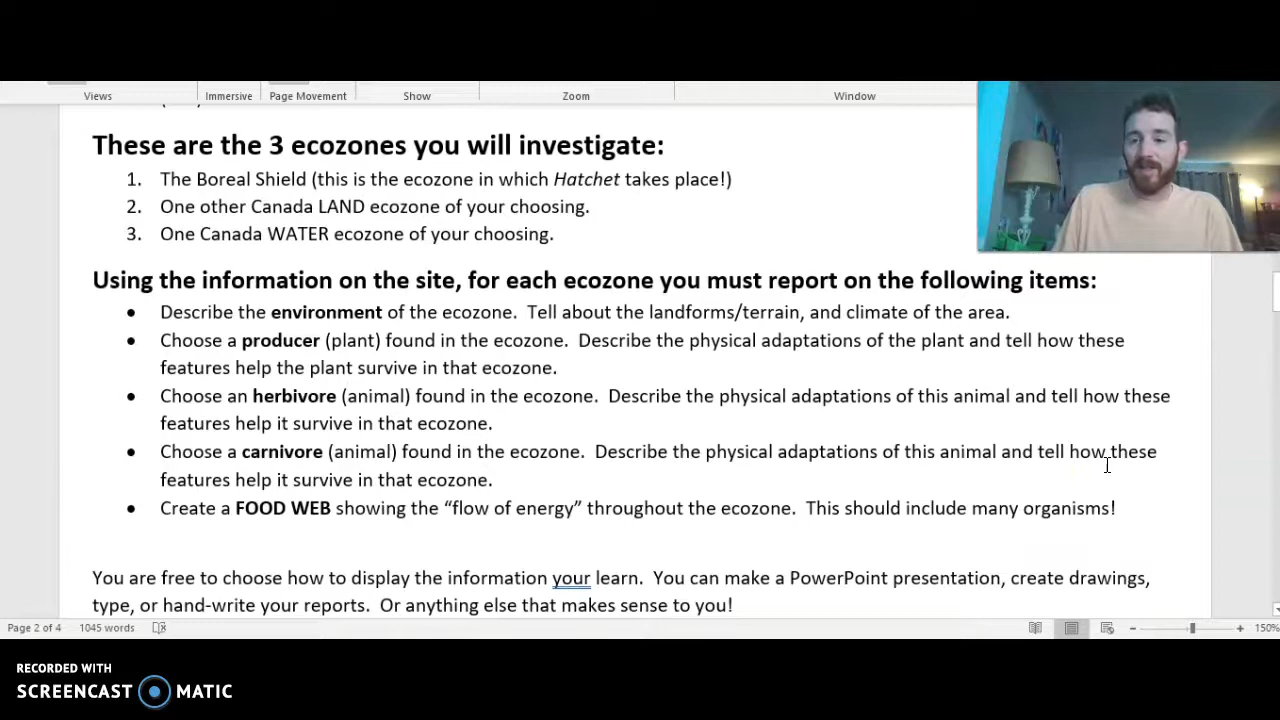 Views Immersive Page Movement Show Zoom Window
These are the 3 ecozones you will investigate:
1. The Boreal Shield (this is the ecozone in which Hatchet takes place!)
2. One other Canada LAND ecozone of your choosing.
3. One Canada WATER ecozone of your choosing.
Using the information on the site, for each ecozone you must report on the following items:
• Describe the environment of the ecozone. Tell about the landforms/terrain, and climate of the area.
• Choose a producer (plant) found in the ecozone. Describe the physical adaptations of the plant and tell how these
features help the plant survive in that ecozone.
• Choose an herbivore (animal) found in the ecozone. Describe the physical adaptations of this animal and tell how these
features help it survive in that ecozone.
• Choose a carnivore (animal) found in the ecozone. Describe the physical adaptations of this animal and tell how these
features help it survive in that ecozone.
• Create a FOOD WEB showing the “flow of energy” throughout the ecozone. This should include many organisms!
You are free to choose how to display the information your learn. You can make a PowerPoint presentation, create drawings,
type, or hand-write your reports. Or anything else that makes sense to you!
Page 2 of 4 1045 words 150%
RECORDED WITH
SCREENCAST MATIC